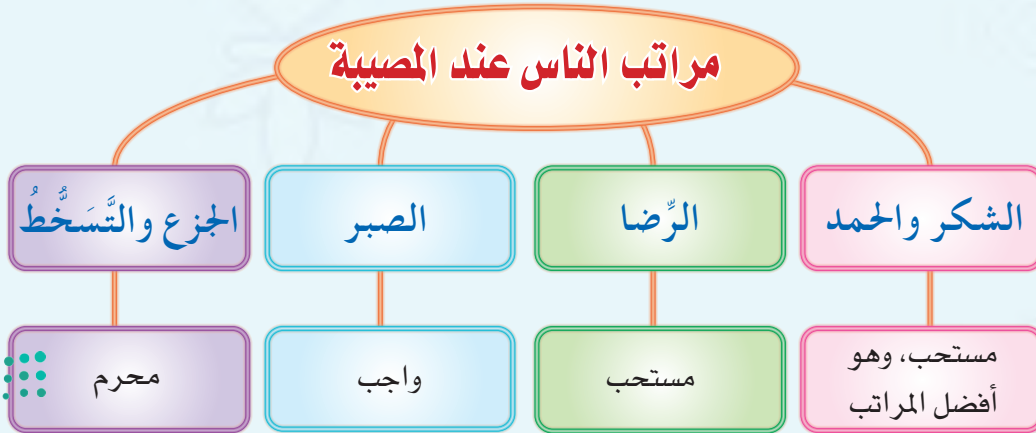 مراتب الناس عند المصيبة
الشكر والحمد
الرِّضا
الصبر
الجزع والتَّسَخُّطُ
مستحب، وهو
أفضل المراتب
مستحب
واجب
محرم